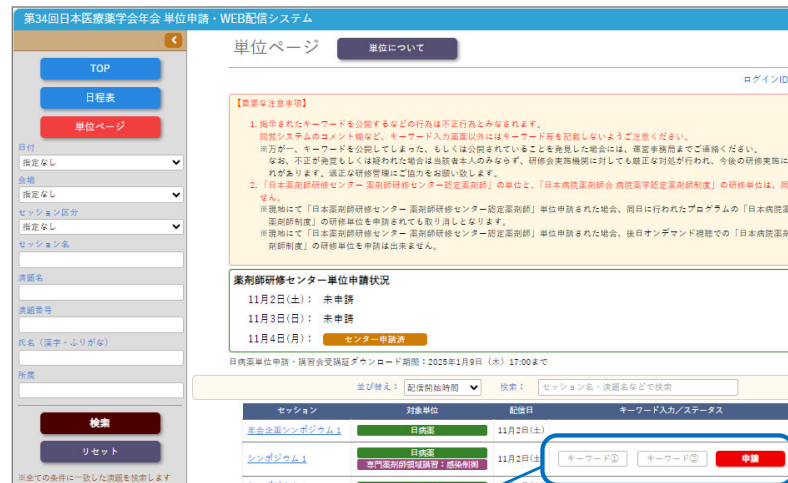 第34回日本医療薬学会年会 単位申請・WEB配信システム
TOP
日程表
単位ページ
日付
指定なし
会場
指定なし
セッション区分
指定なし
セッション名
演題名
演題番号
氏名（漢字・ふりがな）
所属
検索
リセット
※全ての条件に一致した演題を検索します
単位ページ
単位について
ログインID
【重要な注意事項】
1. 掲示されたキーワードを公開するなどの行為は不正行為とみなされます。
閲覧システムのコメント欄など、キーワード入力画面以外にはキーワード等を記載しないようご注意ください。
※万が一、キーワードを公開してしまった、もしくは公開されていることを発見した場合には、運営事務局までご連絡ください。
なお、不正が発覚もしくは疑われた場合は当該者本人のみならず、研修会実施機関に対しても厳正な対処が行われ、今後の研修実施に
れがあります。適正な研修管理にご協力をお願い致します。
2. 「日本薬剤師研修センター 薬剤師研修センター認定薬剤師」の単位と、「日本病院薬剤師会 病院薬学認定薬剤師制度」の研修単位は、同
せん。
※現地にて「日本薬剤師研修センター 薬剤師研修センター認定薬剤師」単位申請された場合、同日に行われたプログラムの「日本病院薬
薬剤師制度」の研修単位を申請されても取り消しとなります。
※現地にて「日本薬剤師研修センター 薬剤師研修センター認定薬剤師」単位申請された場合、後日オンデマンド視聴での「日本病院薬剤
剤師制度」の研修単位を申請は出来ません。
薬剤師研修センター単位申請状況
11月2日(土)： 未申請
11月3日(日)： 未申請
11月4日(月)： センター申請済
日病薬単位申請・講習会受講証ダウンロード期間：2025年1月9日（木）17:00まで
並び替え： 配信開始時間 検索： セッション名・演題名などで検索
セッション 対象単位 配信日 キーワード入力／ステータス
年会企画シンポジウム 1 日病薬 11月2日(土)
シンポジウム 1 日病薬 専門薬剤師領域講習：感染制御 11月2日(土) キーワード① キーワード② 申請